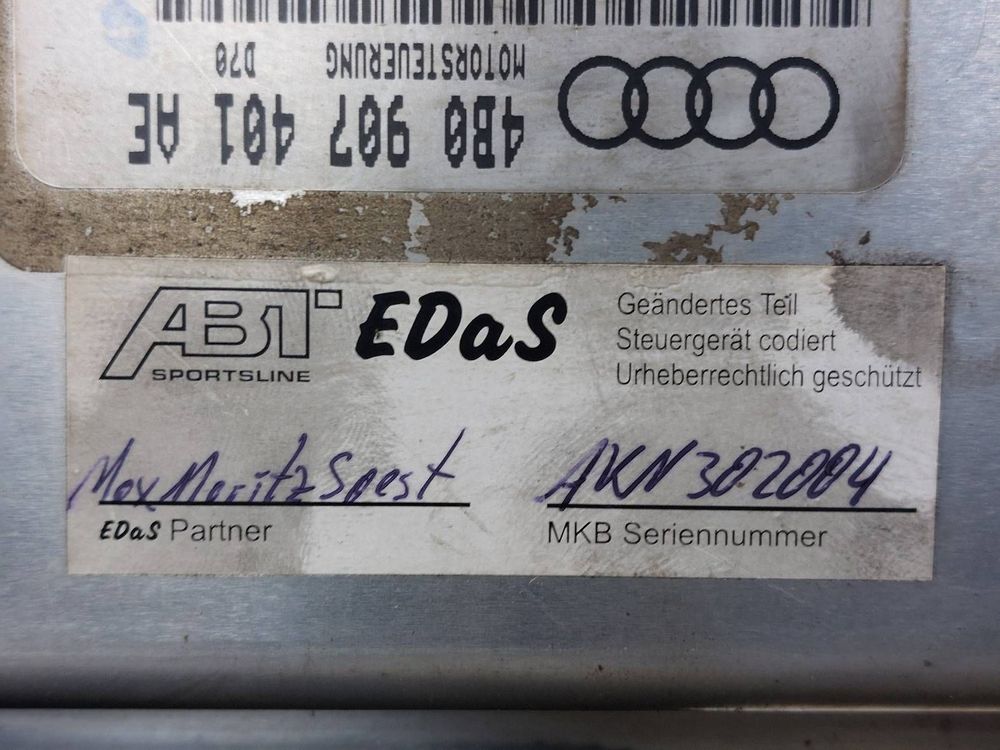 4B0 907 401 AE
MOTORSTEUERUNG D70
ABT
SPORTSLINE
EDaS
Geändertes Teil
Steuergerät codiert
Urheberrechtlich geschützt
Max Moritz Soest
AKN 302004
EDaS Partner
MKB Seriennummer